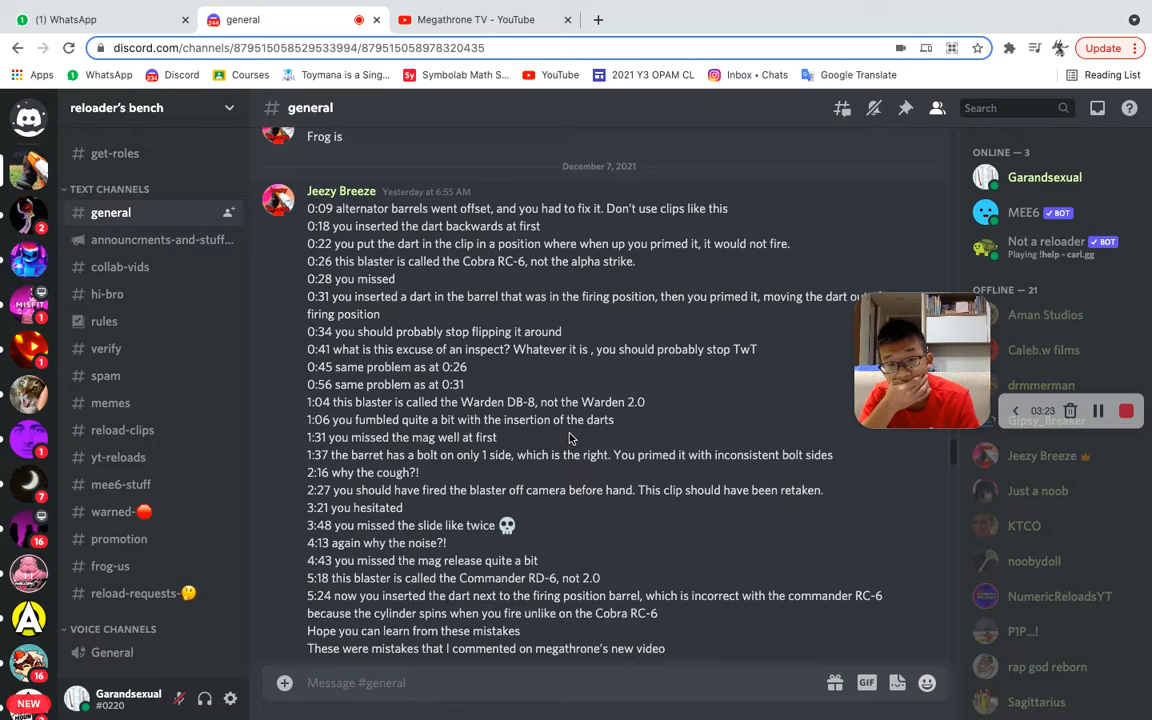 (1) WhatsApp
general
Megathrone TV - YouTube
244
discord.com/channels/879515058529533994/879515058978320435
Update
Apps
WhatsApp
Discord
Courses
Toymana is a Sing...
Symbolab Math S...
YouTube
2021 Y3 OPAM CL
Inbox • Chats
Google Translate
Reading List
reloader's bench
general
Search
get-roles
TEXT CHANNELS
general
announcments-and-stuff...
collab-vids
hi-bro
rules
verify
spam
memes
reload-clips
yt-reloads
mee6-stuff
warned-
promotion
frog-us
reload-requests-
VOICE CHANNELS
General
Garandsexual
#0220
2
1
1
1
7
16
16
NEW
MISFIT
Frog is
December 7, 2021
Jeezy Breeze Yesterday at 6:55 AM
0:09 alternator barrels went offset, and you had to fix it. Don't use clips like this
0:18 you inserted the dart backwards at first
0:22 you put the dart in the clip in a position where when up you primed it, it would not fire.
0:26 this blaster is called the Cobra RC-6, not the alpha strike.
0:28 you missed
0:31 you inserted a dart in the barrel that was in the firing position, then you primed it, moving the dart
firing position
0:34 you should probably stop flipping it around
0:41 what is this excuse of an inspect? Whatever it is , you should probably stop TwT
0:45 same problem as at 0:26
0:56 same problem as at 0:31
1:04 this blaster is called the Warden DB-8, not the Warden 2.0
1:06 you fumbled quite a bit with the insertion of the darts
1:31 you missed the mag well at first
1:37 the barret has a bolt on only 1 side, which is the right. You primed it with inconsistent bolt sides
2:16 why the cough?!
2:27 you should have fired the blaster off camera before hand. This clip should have been retaken.
3:21 you hesitated
3:48 you missed the slide like twice
4:13 again why the noise?!
4:43 you missed the mag release quite a bit
5:18 this blaster is called the Commander RD-6, not 2.0
5:24 now you inserted the dart next to the firing position barrel, which is incorrect with the commander RC-6
because the cylinder spins when you fire unlike on the Cobra RC-6
Hope you can learn from these mistakes
These were mistakes that I commented on megathrone's new video
Message #general
GIF
ONLINE — 3
Garandsexual
MEE6 BOT
Not a reloader BOT
Playing !help - carl.gg
OFFLINE — 21
Aman Studios
Caleb.w films
drmmerman
03:23
Gipsy_Breaker
Jeezy Breeze
Just a noob
KTCO
noobydoll
NumericReloadsYT
P1P...!
rap god reborn
Sagittarius